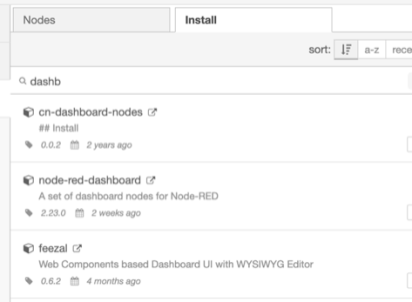 Nodes
Install
sort:
a-z
rece
dashb
cn-dashboard-nodes
## Install
0.0.2 2 years ago
node-red-dashboard
A set of dashboard nodes for Node-RED
2.23.0 2 weeks ago
feezal
Web Components based Dashboard UI with WYSIWYG Editor
0.6.2 4 months ago